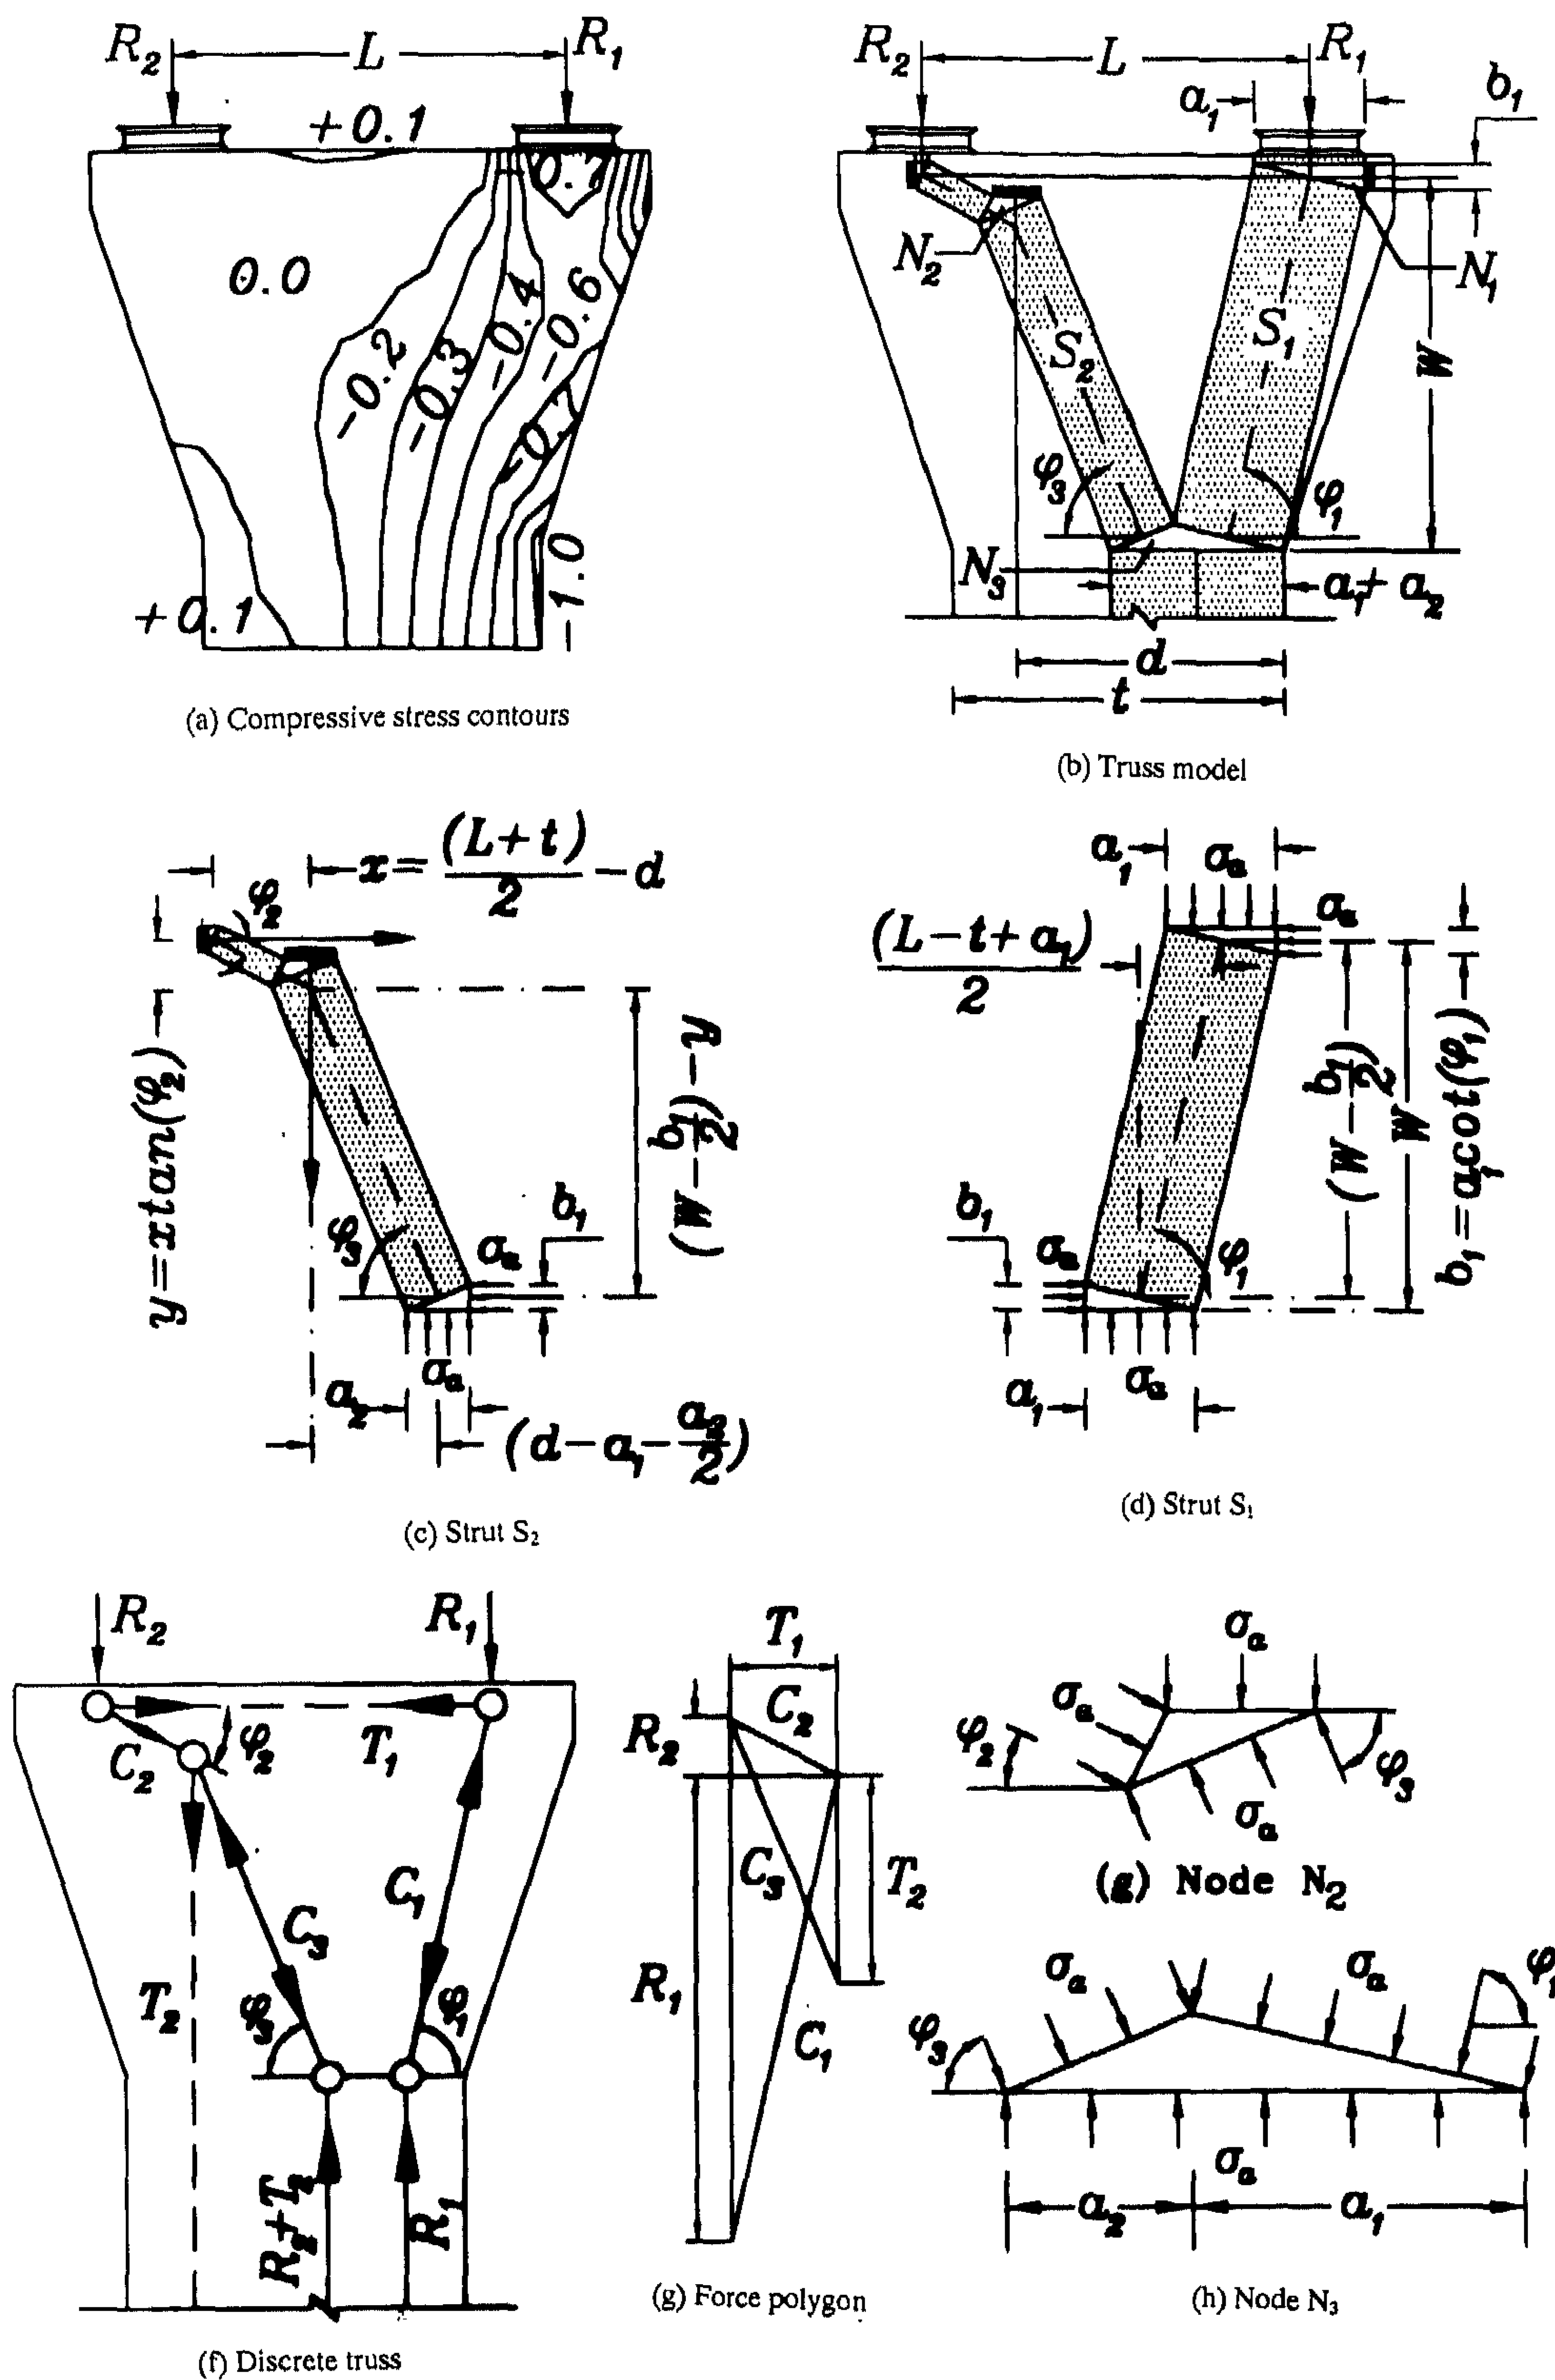 R₂ L R₁
+0.1
0.7
0.0
-0.2
-0.3
-0.4
-0.6
-0.7
+0.1
-1.0
(a) Compressive stress contours
R₂ L R₁
a₁ b₁
N₂ N₁
S₂ S₁
W
φ₃ φ₁
N₃ a₁+ a₂
d
t
(b) Truss model
x= (L+t)/2 -d
φ₂
y=xtan(φ₂)
(W-b₁/2)-y
φ₃
b₁
σₐ
σₐ
a₂
(d-a₁-a₂/2)
(c) Strut S₂
a₁ σₐ
σₐ
(L-t+a₁)/2
(W-b₁/2)
W
b₁=a₁cot(φ₁)
b₁
σₐ φ₁
a₁ σₐ
(d) Strut S₁
R₂ R₁
T₁
C₂ φ₂
C₃ C₁
T₂ φ₃ φ₁
R₂+T₂ R₁
(f) Discrete truss
T₁
C₂
R₂
C₃ T₂
R₁
C₁
(g) Force polygon
σₐ
σₐ
φ₂ φ₃
σₐ
(g) Node N₂
σₐ σₐ φ₁
φ₃
σₐ
a₂ a₁
(h) Node N₃